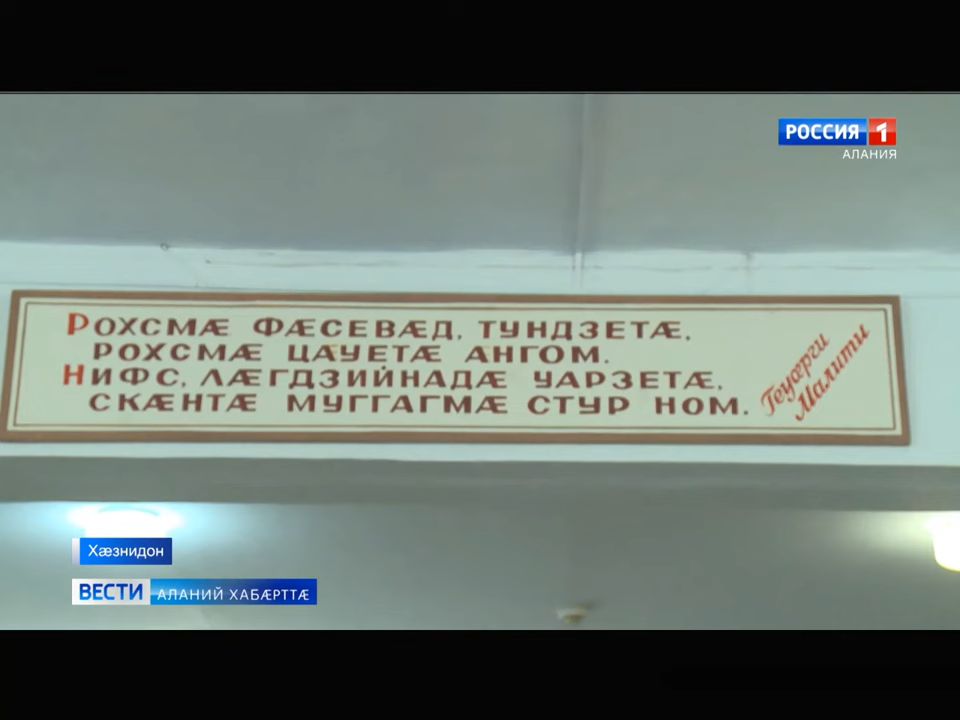 РОССИЯ 1
АЛАНИЯ
РОХСМÆ ФÆСЕВÆД, ТУНДЗЕТÆ,
РОХСМÆ ЦАУЕТÆ АНГОМ.
НИФС, ЛÆГДЗИЙНАДÆ УАРЗЕТÆ,
СКÆНТÆ МУГГАГМÆ СТУР НОМ.
Геуӕрги
Малити
Хæзнидон
ВЕСТИ АЛАНИЙ ХАБÆРТТÆ